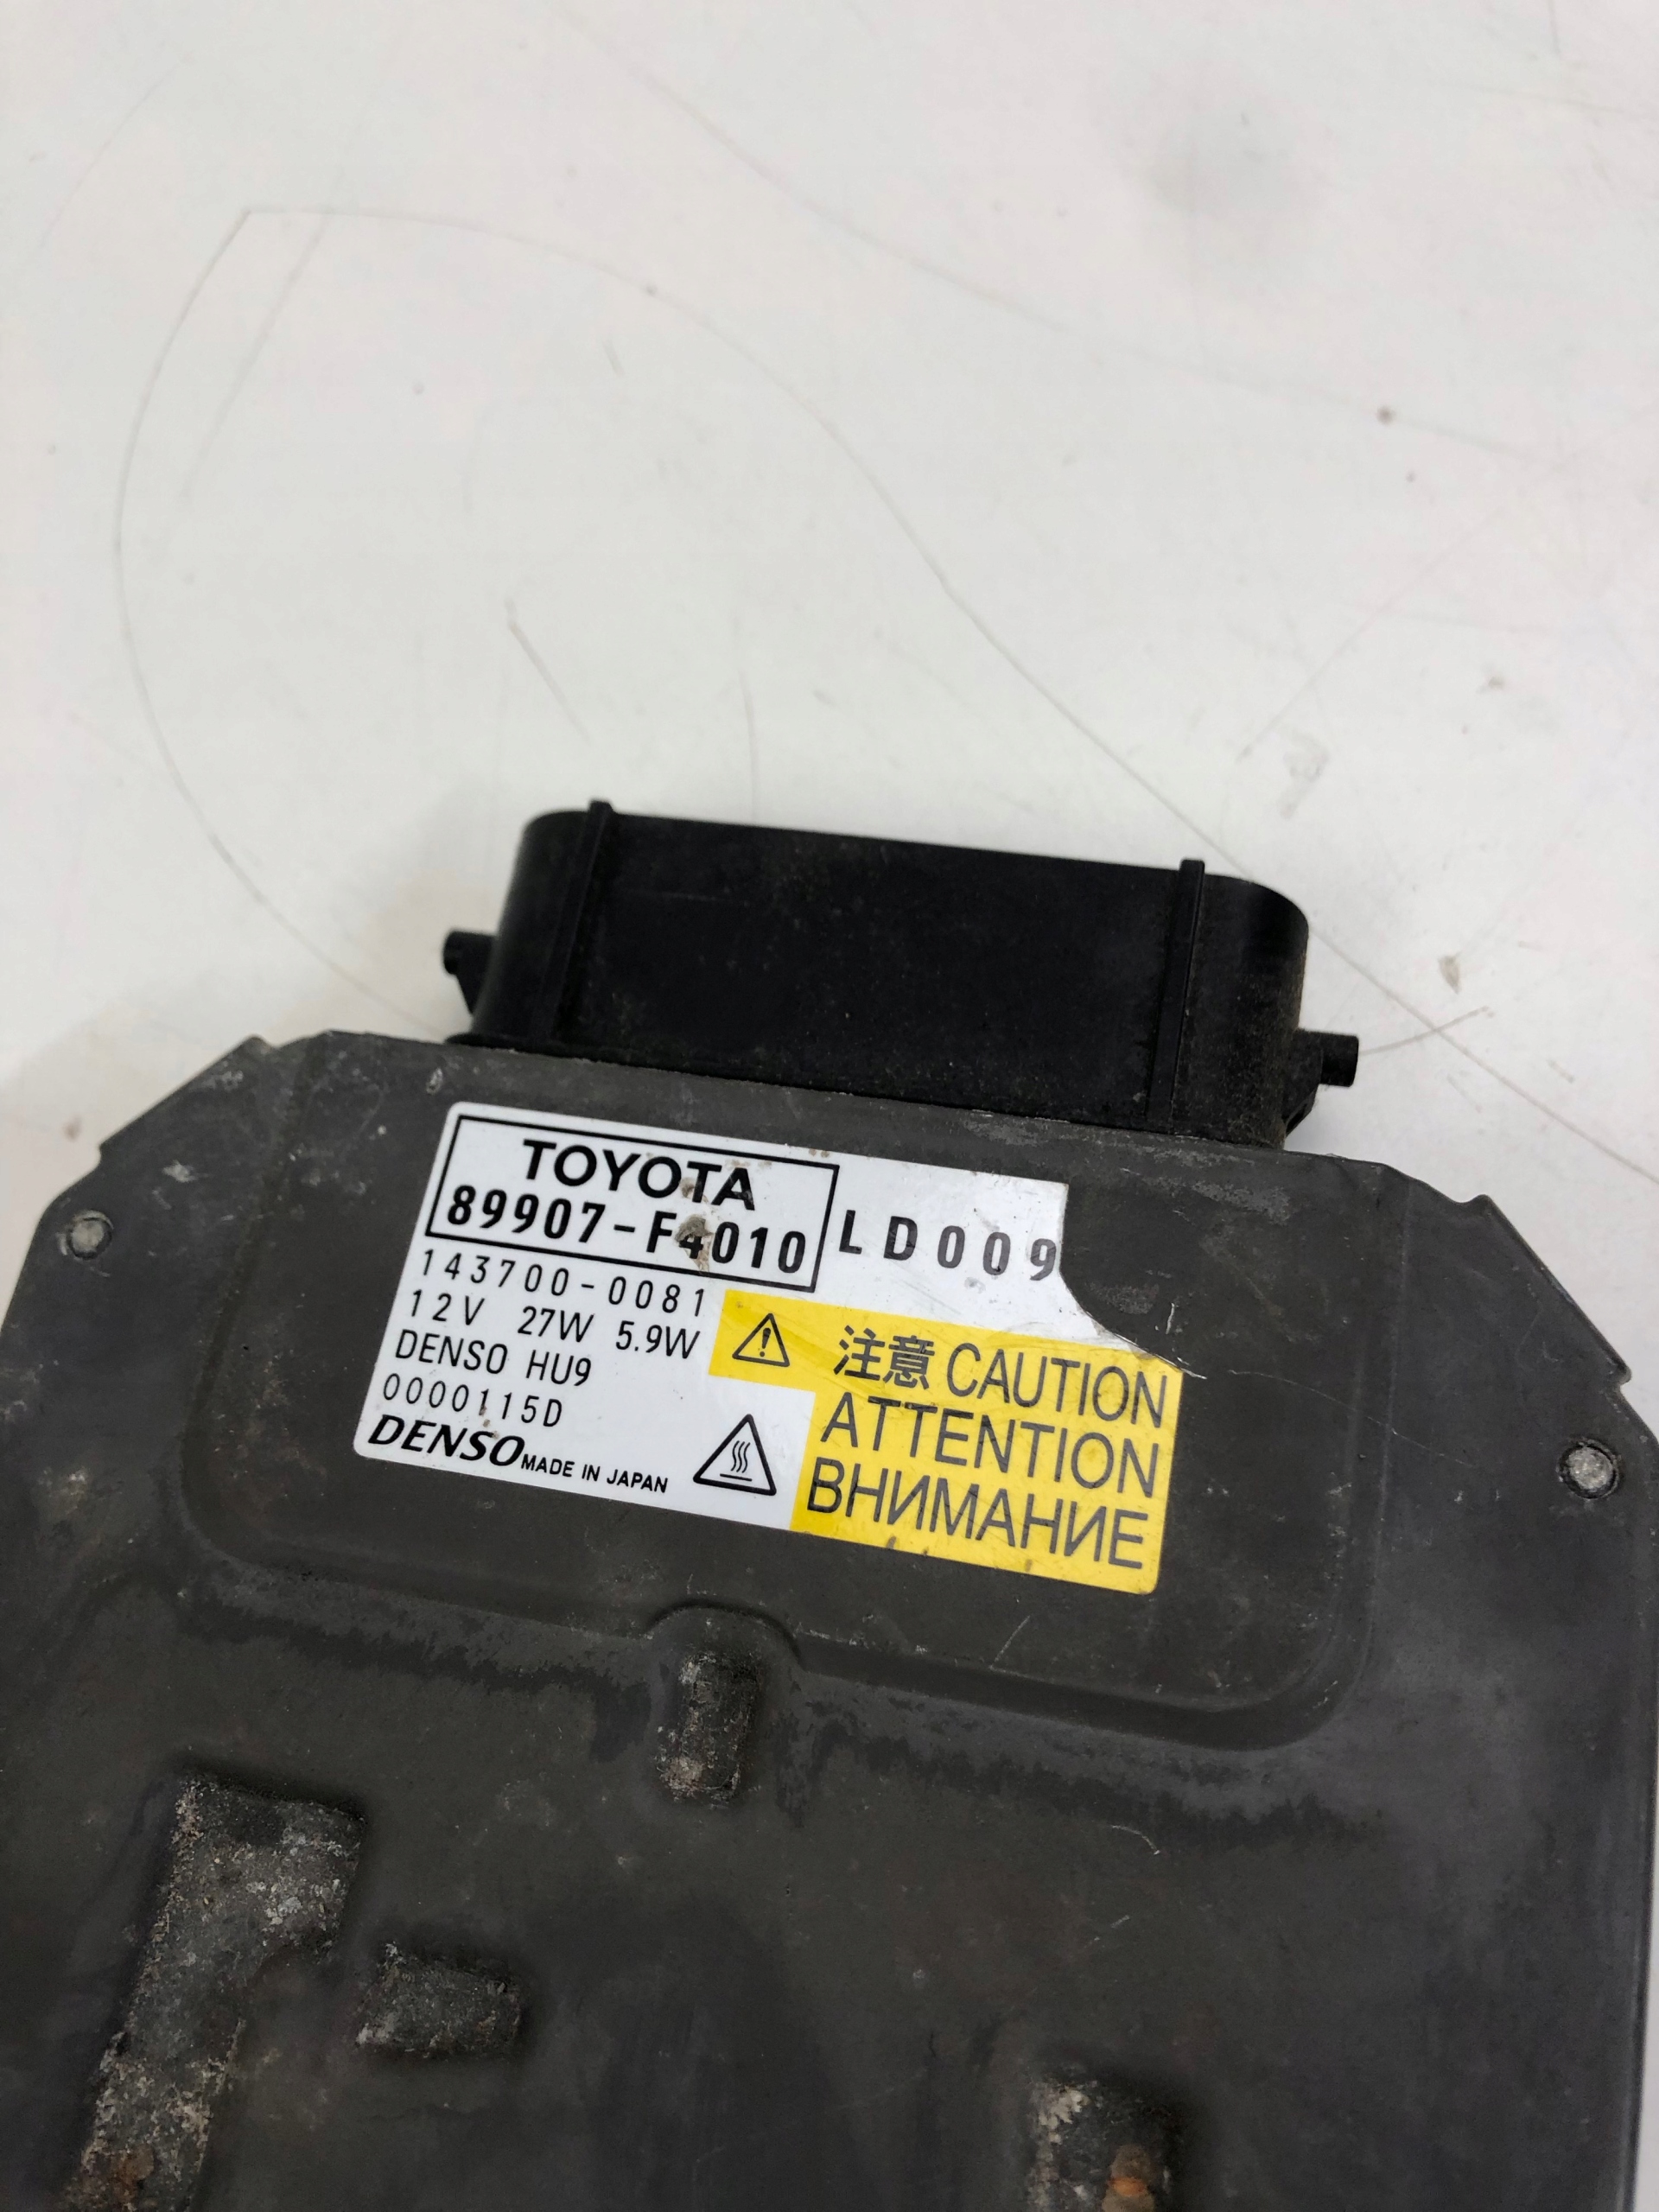 TOYOTA
89907-F4010
LD009
143700-0081
12V 27W 5.9W
DENSO HU9
0000115D
DENSO MADE IN JAPAN
注意 CAUTION
ATTENTION
ВНИМАНИЕ